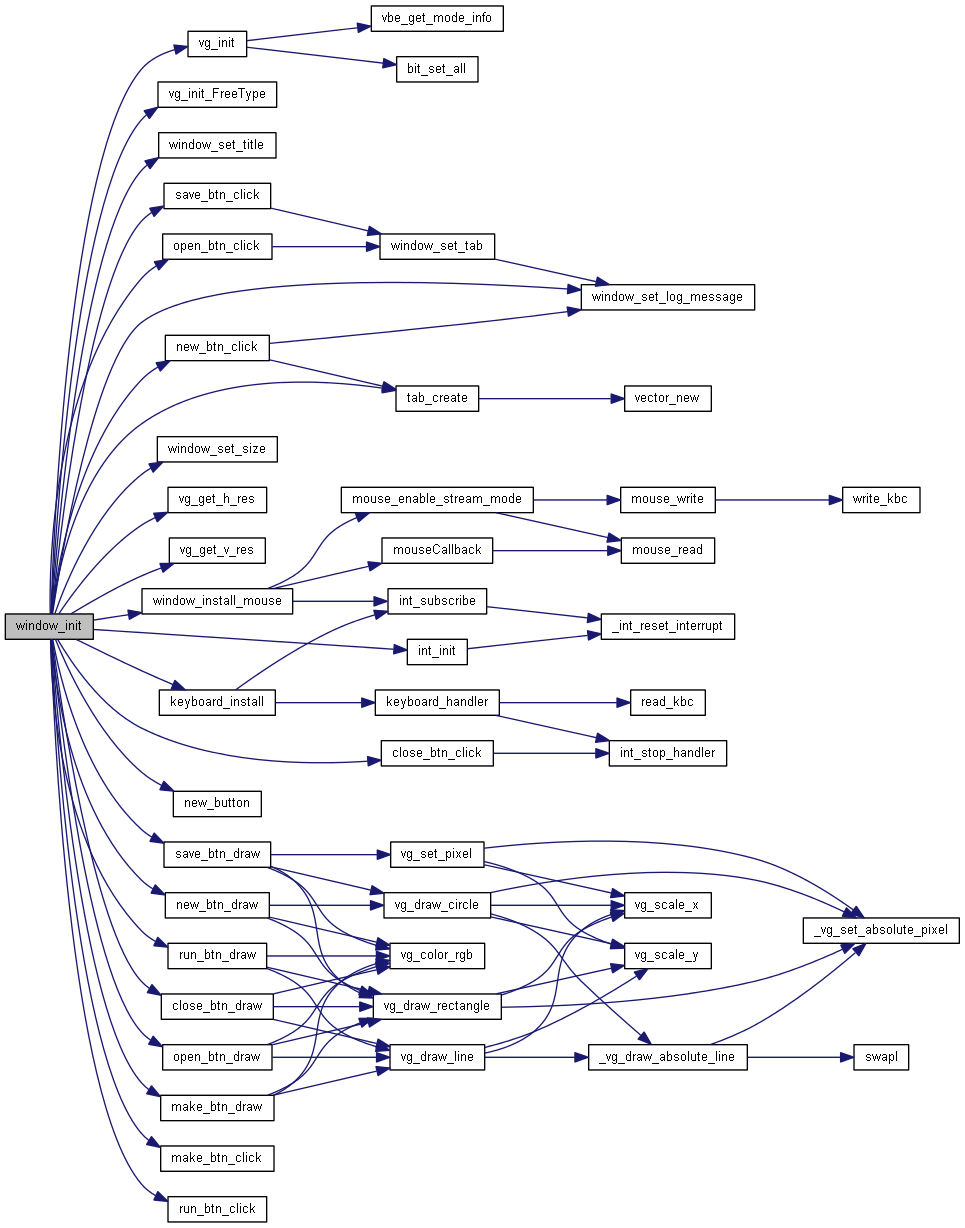 vbe_get_mode_info
vg_init
bit_set_all
vg_init_FreeType
window_set_title
save_btn_click
open_btn_click
window_set_tab
window_set_log_message
new_btn_click
tab_create
vector_new
window_set_size
vg_get_h_res
mouse_enable_stream_mode
mouse_write
write_kbc
vg_get_v_res
mouseCallback
mouse_read
window_install_mouse
int_subscribe
window_init
_int_reset_interrupt
int_init
keyboard_install
keyboard_handler
read_kbc
close_btn_click
int_stop_handler
new_button
save_btn_draw
vg_set_pixel
new_btn_draw
vg_draw_circle
vg_scale_x
_vg_set_absolute_pixel
run_btn_draw
vg_color_rgb
vg_scale_y
close_btn_draw
vg_draw_rectangle
open_btn_draw
vg_draw_line
_vg_draw_absolute_line
swapl
make_btn_draw
make_btn_click
run_btn_click